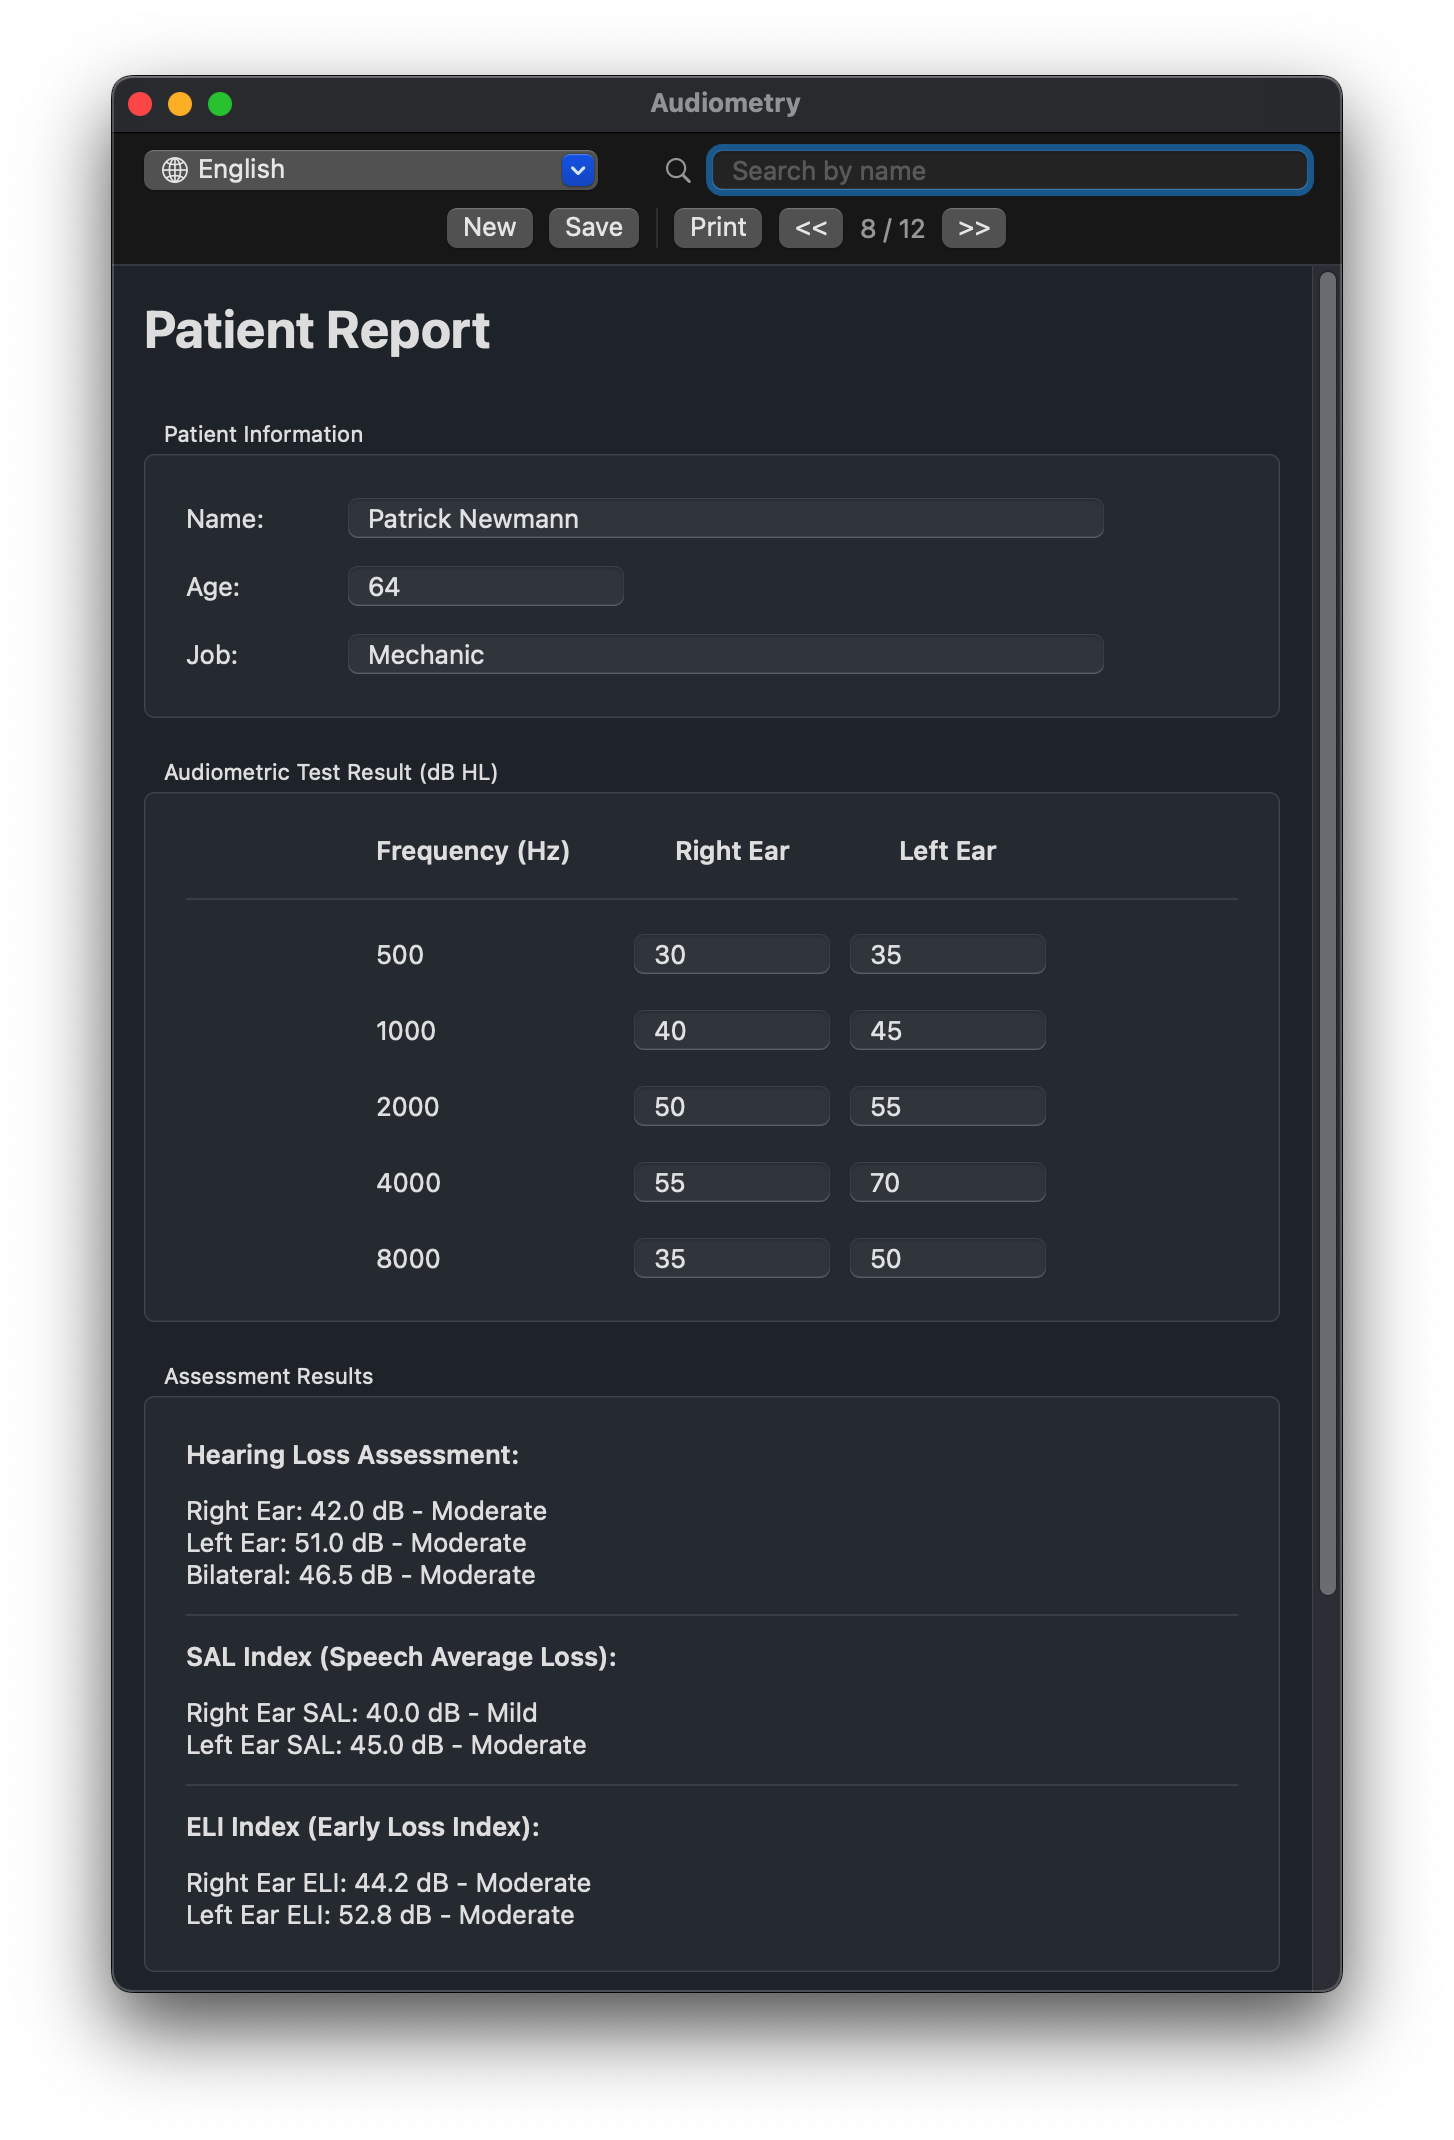 Audiometry
English
Search by name
New Save Print << 8 / 12 >>
Patient Report
Patient Information
Name: Patrick Newmann
Age: 64
Job: Mechanic
Audiometric Test Result (dB HL)
Frequency (Hz) Right Ear Left Ear
500 30 35
1000 40 45
2000 50 55
4000 55 70
8000 35 50
Assessment Results
Hearing Loss Assessment:
Right Ear: 42.0 dB - Moderate
Left Ear: 51.0 dB - Moderate
Bilateral: 46.5 dB - Moderate
SAL Index (Speech Average Loss):
Right Ear SAL: 40.0 dB - Mild
Left Ear SAL: 45.0 dB - Moderate
ELI Index (Early Loss Index):
Right Ear ELI: 44.2 dB - Moderate
Left Ear ELI: 52.8 dB - Moderate